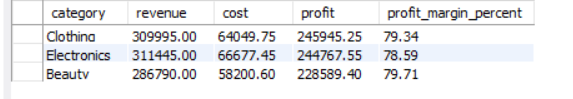 category revenue cost profit profit_margin_percent
Clothing 309995.00 64049.75 245945.25 79.34
Electronics 311445.00 66677.45 244767.55 78.59
Beauty 286790.00 58200.60 228589.40 79.71